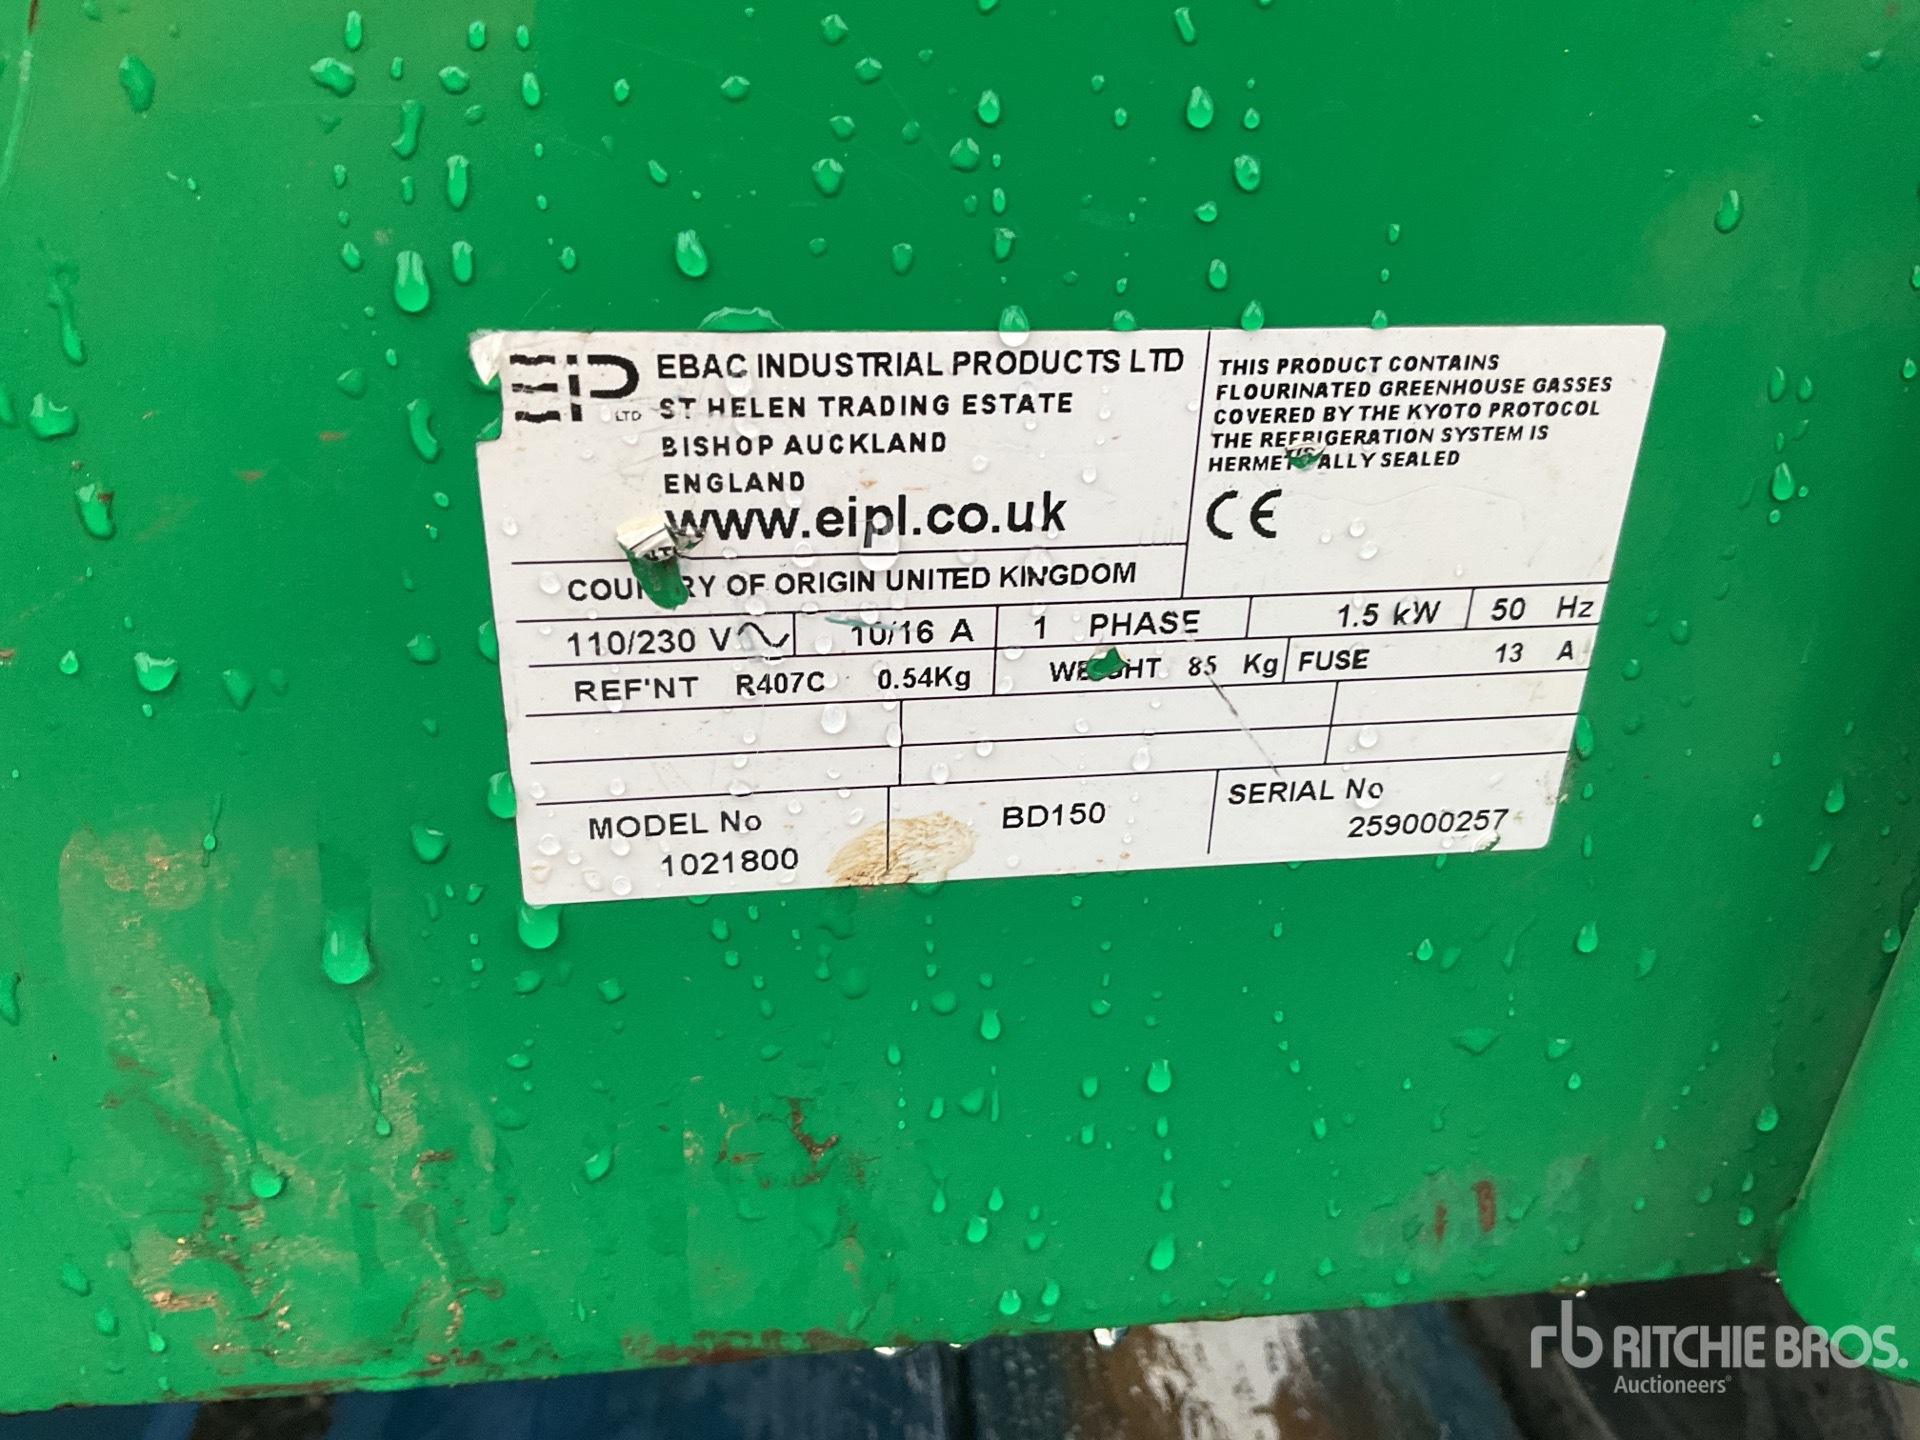 EIP LTD
EBAC INDUSTRIAL PRODUCTS LTD
ST HELEN TRADING ESTATE
BISHOP AUCKLAND
ENGLAND
www.eipl.co.uk
THIS PRODUCT CONTAINS
FLOURINATED GREENHOUSE GASSES
COVERED BY THE KYOTO PROTOCOL
THE REFRIGERATION SYSTEM IS
HERMETICALLY SEALED
CE
COUNTRY OF ORIGIN UNITED KINGDOM
110/230 V 10/16 A 1 PHASE 1.5 kW 50 Hz
REF'NT R407C 0.54Kg WEIGHT 85 Kg FUSE 13 A
MODEL No
1021800
BD150
SERIAL No
259000257
rb RITCHIE BROS.
Auctioneers